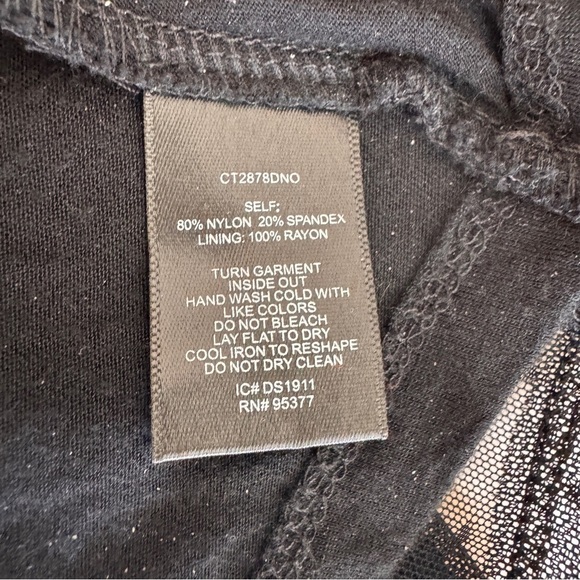 CT2878DNO
SELF:
80% NYLON 20% SPANDEX
LINING: 100% RAYON
TURN GARMENT
INSIDE OUT
HAND WASH COLD WITH
LIKE COLORS
DO NOT BLEACH
LAY FLAT TO DRY
COOL IRON TO RESHAPE
DO NOT DRY CLEAN
IC# DS1911
RN# 95377